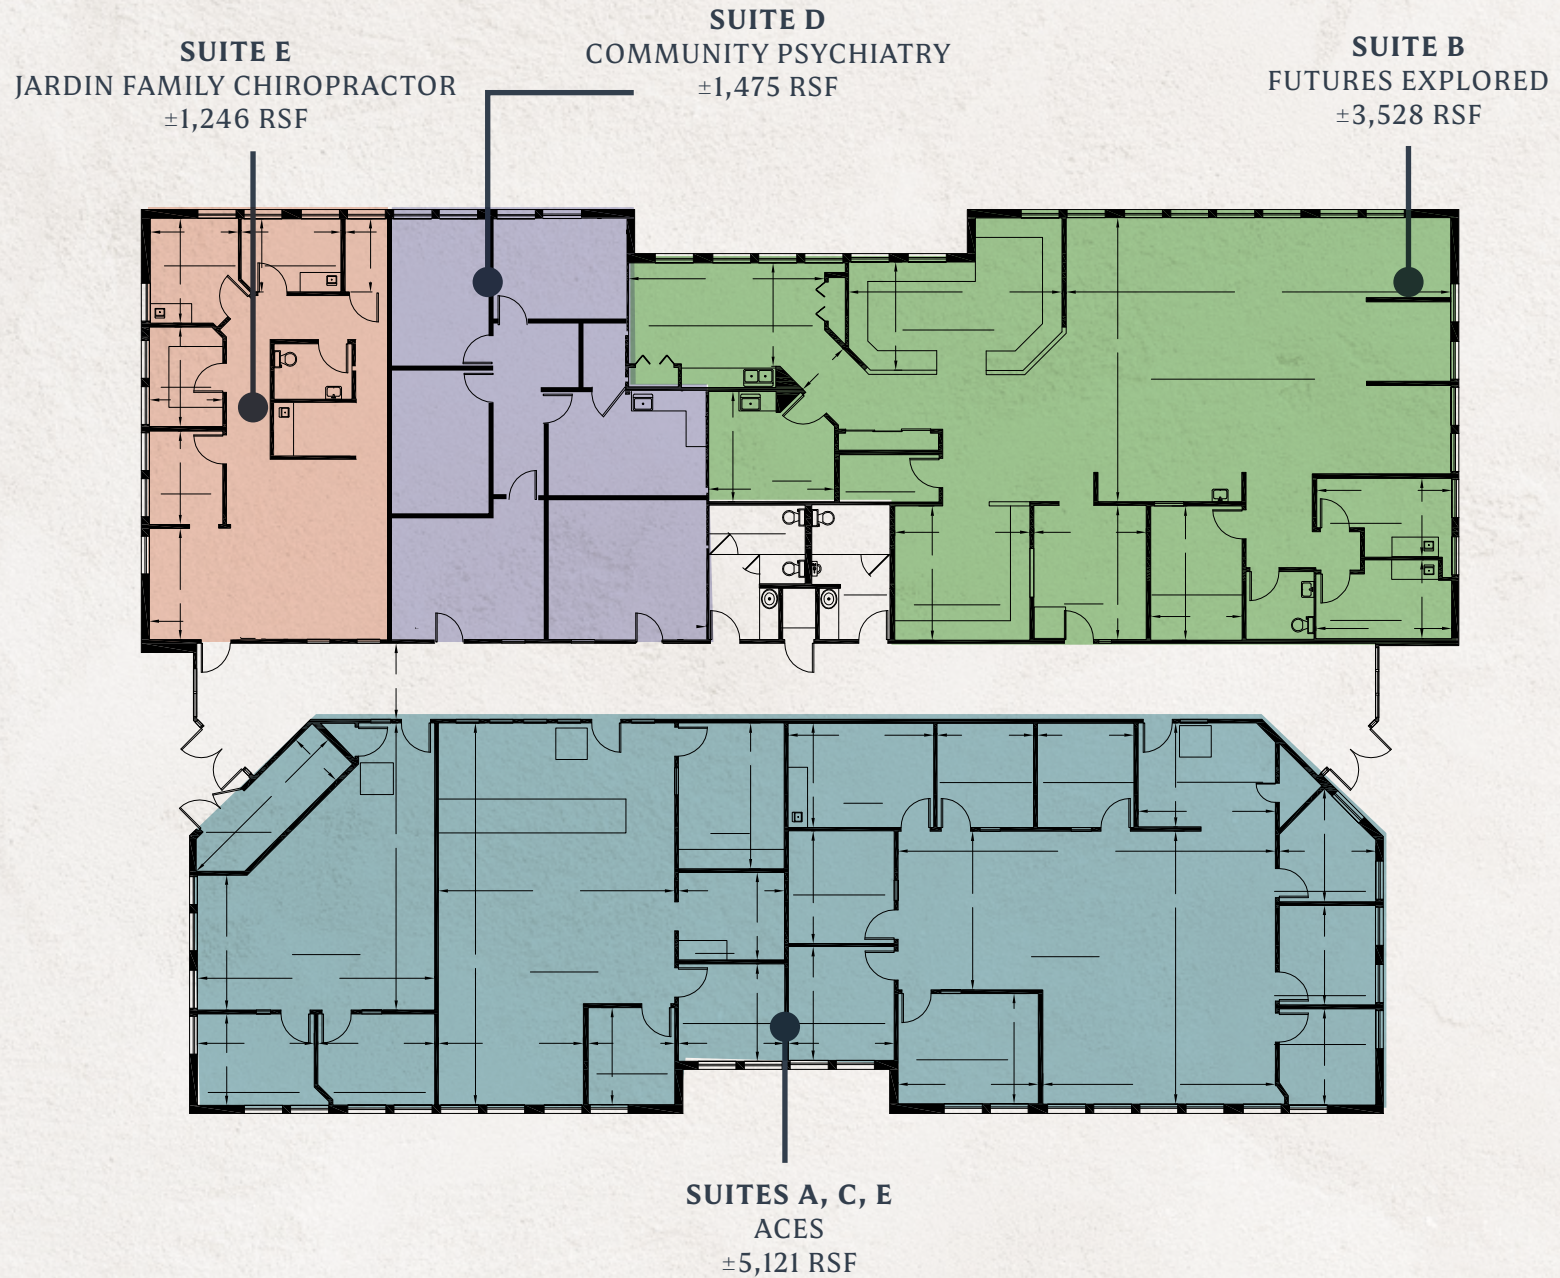 SUITE E
JARDIN FAMILY CHIROPRACTOR
±1,246 RSF
SUITE D
COMMUNITY PSYCHIATRY
±1,475 RSF
SUITE B
FUTURES EXPLORED
±3,528 RSF
SUITES A, C, E
ACES
±5,121 RSF